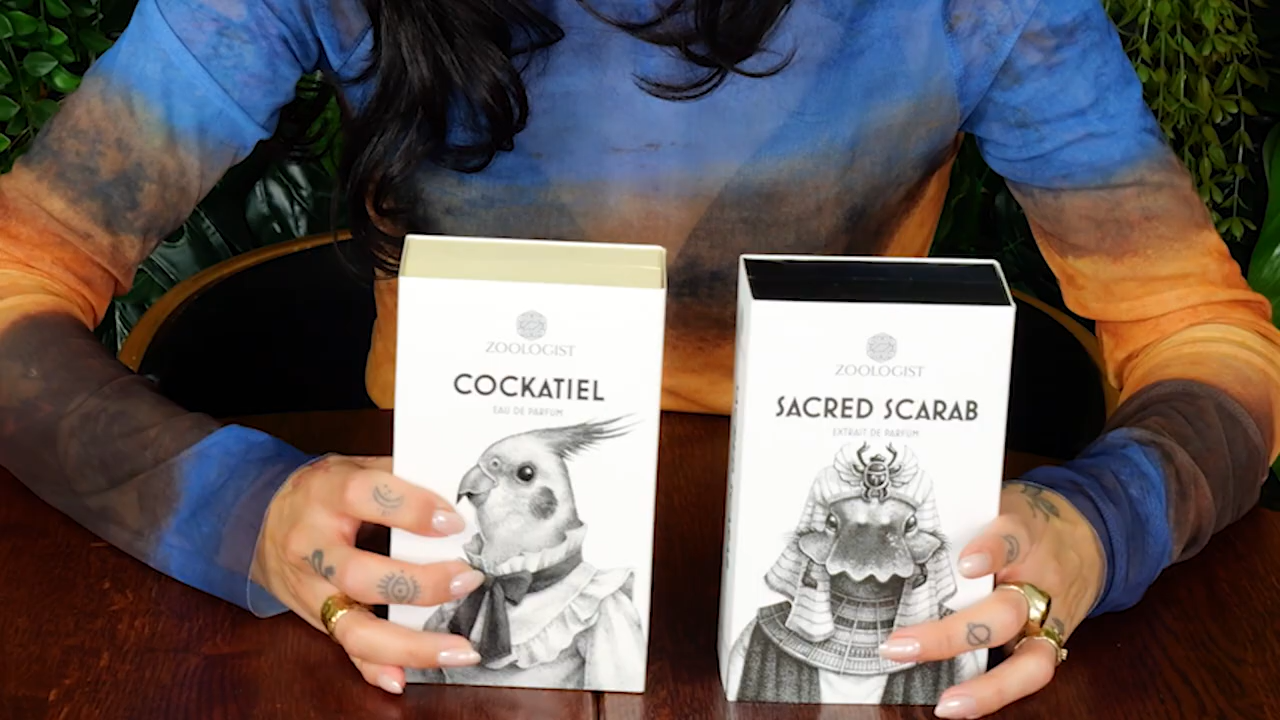 ZOOLOGIST
COCKATIEL
EAU DE PARFUM
ZOOLOGIST
SACRED SCARAB
EXTRAIT DE PARFUM